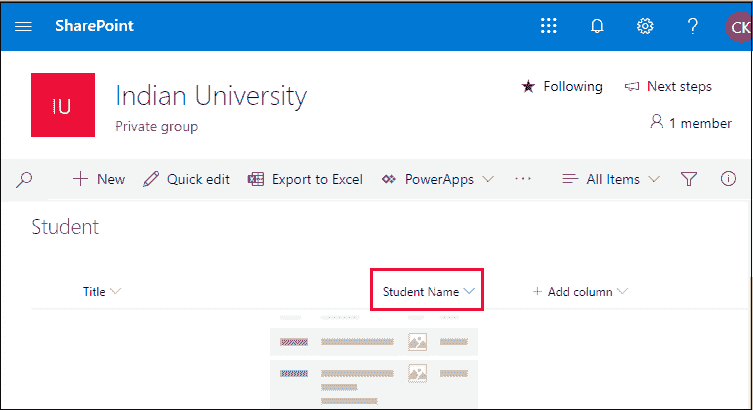 SharePoint
?
CK
IU
Indian University
Private group
Following
Next steps
1 member
+ New
Quick edit
Export to Excel
PowerApps
...
All Items
Student
Title
Student Name
+ Add column